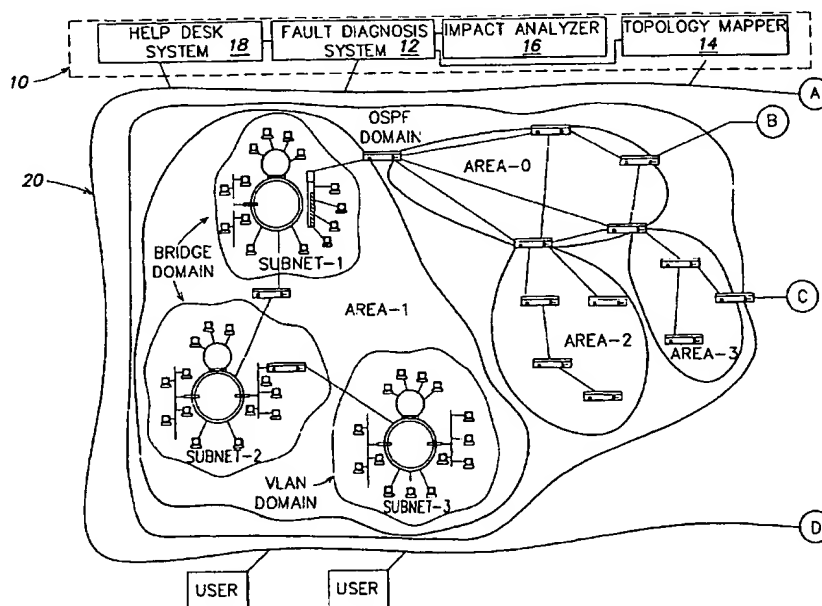 HELP DESK
SYSTEM 18
FAULT DIAGNOSIS
SYSTEM 12
IMPACT ANALYZER
16
TOPOLOGY MAPPER
14
10
A
OSPF
DOMAIN
B
AREA-0
20
BRIDGE
DOMAIN
SUBNET-1
C
AREA-1
AREA-2
AREA-3
SUBNET-2
VLAN
DOMAIN
SUBNET-3
D
USER
USER